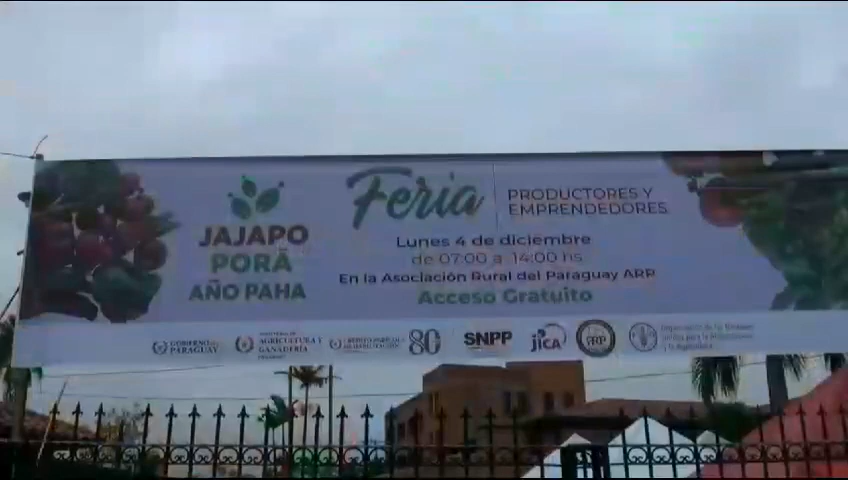 JAJAPO
PORÃ
AÑO PAHA
Feria
PRODUCTORES Y
EMPRENDEDORES
Lunes 4 de diciembre
de 07:00 a 14:00 hs
En la Asociación Rural del Paraguay ARP
Acceso Gratuito
GOBIERNO DEL
PARAGUAY
AGRICULTURA Y
GANADERÍA
80
SNPP
jICA